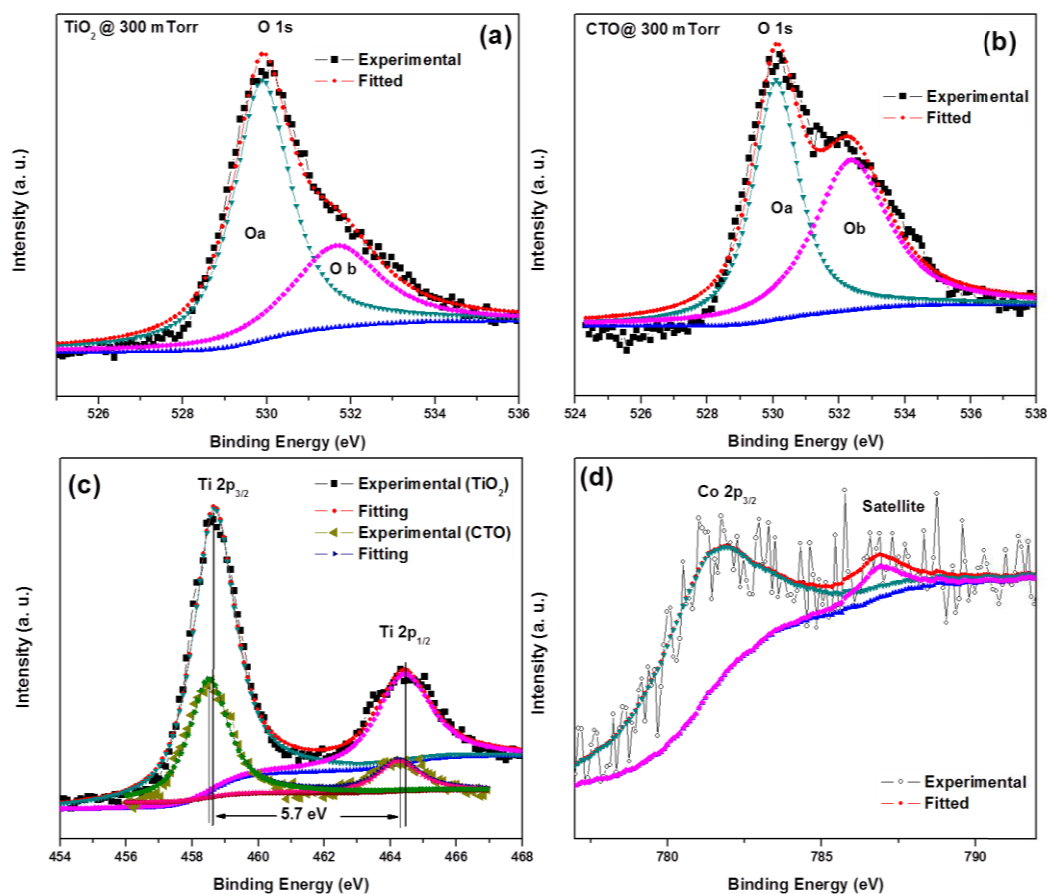 TiO₂ @ 300 mTorr
O 1s
(a)
Experimental
Fitted
Oa
O b
Intensity (a. u.)
526 528 530 532 534 536
Binding Energy (eV)
CTO@ 300 mTorr
O 1s
(b)
Experimental
Fitted
Oa
Ob
Intensity (a. u.)
524 526 528 530 532 534 536 538
Binding Energy (eV)
(c)
Ti 2p₃/₂
Experimental (TiO₂)
Fitting
Experimental (CTO)
Fitting
Ti 2p₁/₂
5.7 eV
Intensity (a. u.)
454 456 458 460 462 464 466 468
Binding Energy (eV)
(d)
Co 2p₃/₂
Satellite
Experimental
Fitted
Intensity (a. u.)
780 785 790
Binding Energy (eV)